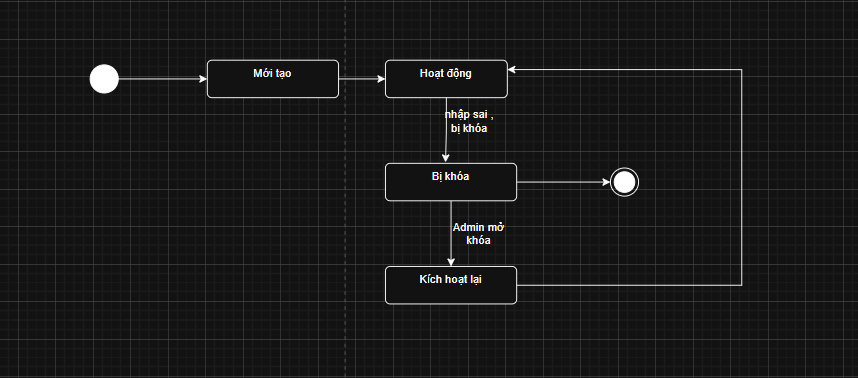 Mới tạo
Hoạt động
nhập sai ,
bị khóa
Bị khóa
Admin mở
khóa
Kích hoạt lại